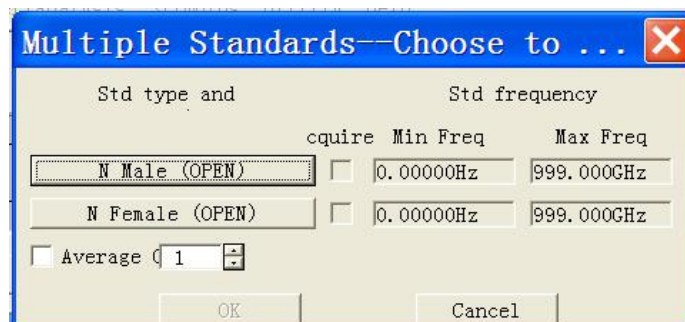 Multiple Standards--Choose to ...
Std type and Std frequency
cquire Min Freq Max Freq
N Male (OPEN) 0.00000Hz 999.000GHz
N Female (OPEN) 0.00000Hz 999.000GHz
Average ( 1
OK Cancel